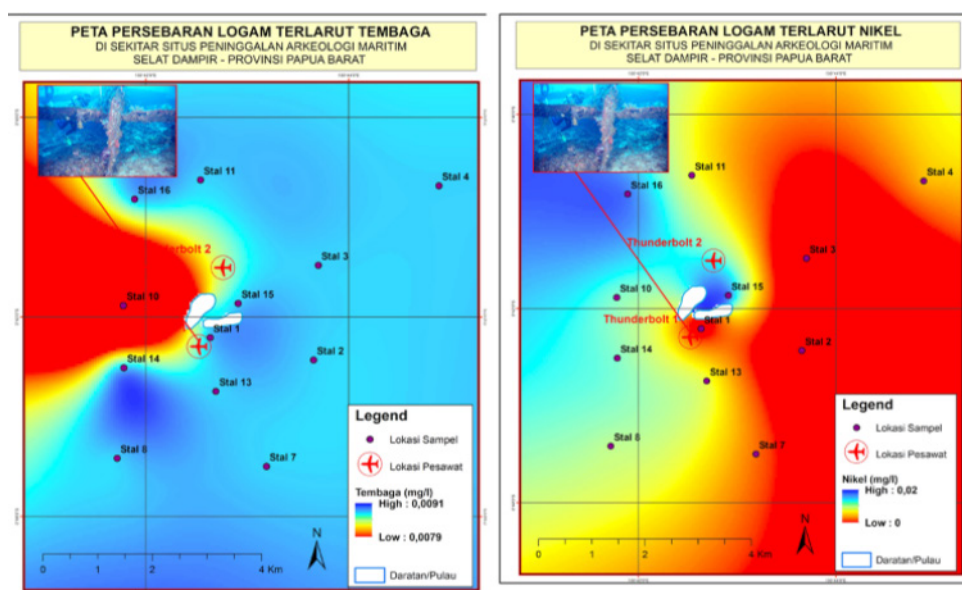 PETA PERSEBARAN LOGAM TERLARUT TEMBAGA
DI SEKITAR SITUS PENINGGALAN ARKEOLOGI MARITIM
SELAT DAMPIR - PROVINSI PAPUA BARAT
Stal 11
Stal 4
Stal 16
derbolt 2
Stal 3
Stal 10
Stal 15
Stal 1
Stal 2
Stal 14
Stal 13
Stal 8
Stal 7
Legend
Lokasi Sampel
Lokasi Pesawat
Tembaga (mg/l)
High : 0,0091
Low : 0,0079
N
0
4 Km
Daratan/Pulau
PETA PERSEBARAN LOGAM TERLARUT NIKEL
DI SEKITAR SITUS PENINGGALAN ARKEOLOGI MARITIM
SELAT DAMPIR - PROVINSI PAPUA BARAT
Stal 11
Stal 4
Stal 16
Thunderbolt 2
Stal 3
Stal 10
Stal 15
Thunderbolt 1
Stal 1
Stal 2
Stal 14
Stal 13
Stal 8
Stal 7
Legend
Lokasi Sampel
Lokasi Pesawat
Nikel (mg/l)
High : 0,02
Low : 0
N
0
2
4 Km
Daratan/Pulau